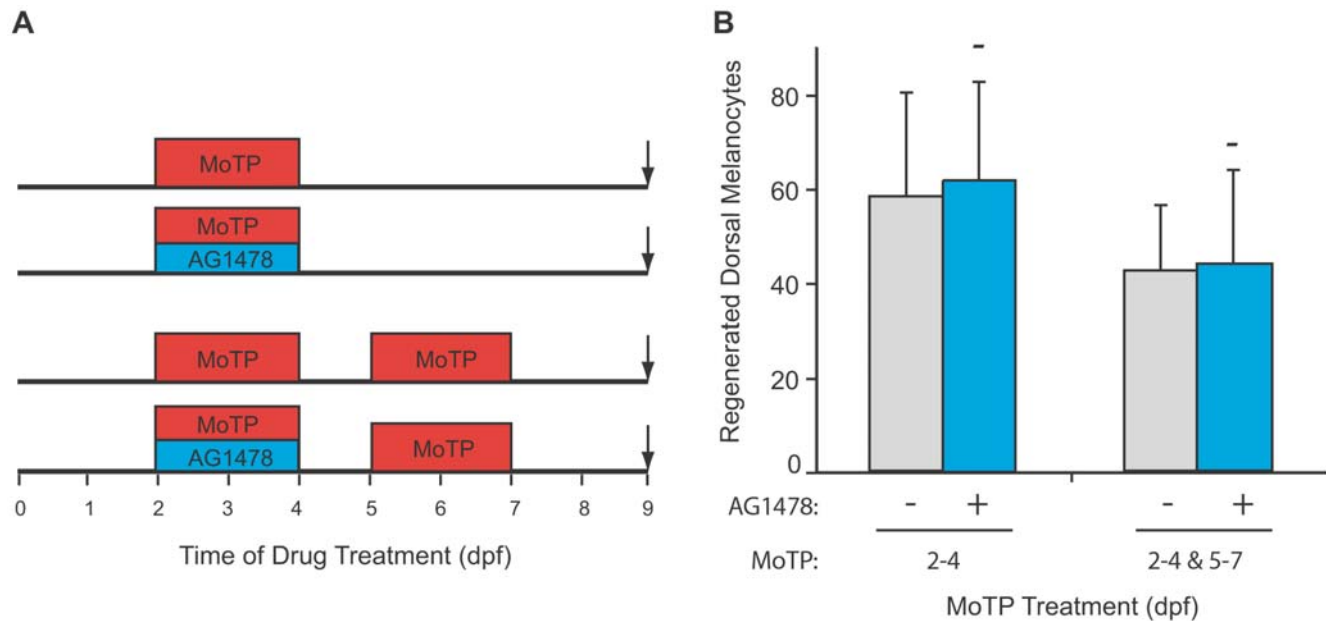 A
MoTP
MoTP
AG1478
MoTP MoTP
MoTP
AG1478 MoTP
0 1 2 3 4 5 6 7 8 9
Time of Drug Treatment (dpf)
B
Regenerated Dorsal Melanocytes
80
60
40
20
0
- -
AG1478: - + - +
MoTP: 2-4 2-4 & 5-7
MoTP Treatment (dpf)